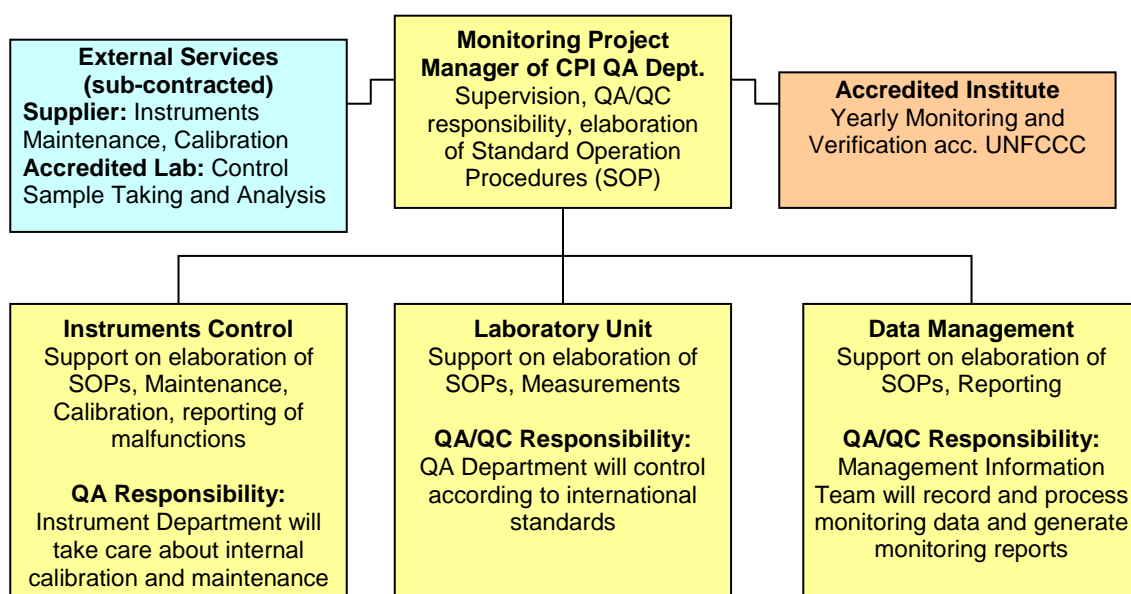 External Services
(sub-contracted)
Supplier: Instruments
Maintenance, Calibration
Accredited Lab: Control
Sample Taking and Analysis
Monitoring Project
Manager of CPI QA Dept.
Supervision, QA/QC
responsibility, elaboration
of Standard Operation
Procedures (SOP)
Accredited Institute
Yearly Monitoring and
Verification acc. UNFCCC
Instruments Control
Support on elaboration of
SOPs, Maintenance,
Calibration, reporting of
malfunctions
QA Responsibility:
Instrument Department will
take care about internal
calibration and maintenance
Laboratory Unit
Support on elaboration of
SOPs, Measurements
QA/QC Responsibility:
QA Department will control
according to international
standards
Data Management
Support on elaboration of
SOPs, Reporting
QA/QC Responsibility:
Management Information
Team will record and process
monitoring data and generate
monitoring reports